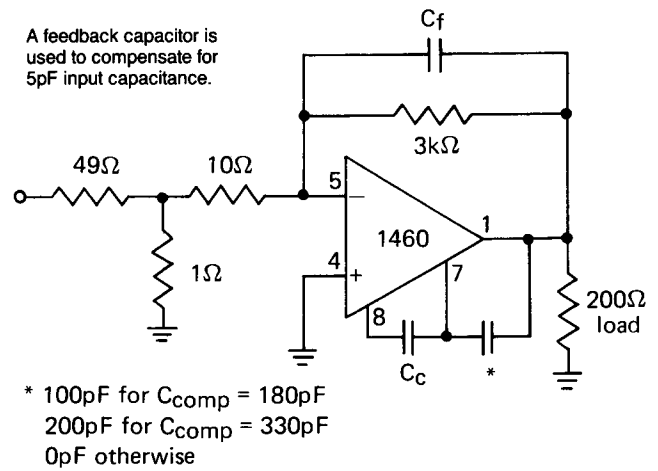 A feedback capacitor is
used to compensate for
5pF input capacitance.
Cf
3kΩ
49Ω
10Ω
1Ω
5
−
1460
1
4
+
7
8
Cc
*
200Ω
load
* 100pF for Ccomp = 180pF
200pF for Ccomp = 330pF
0pF otherwise